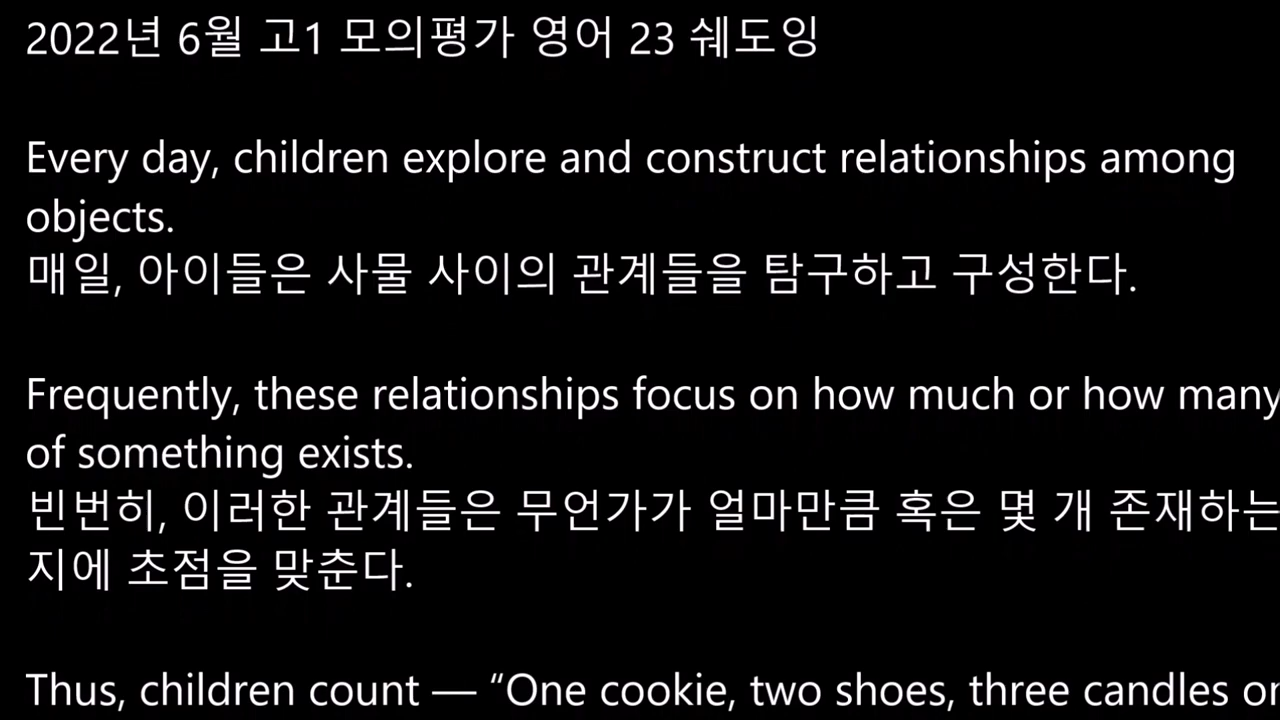 2022년 6월 고1 모의평가 영어 23 쉐도잉
Every day, children explore and construct relationships among
objects.
매일, 아이들은 사물 사이의 관계들을 탐구하고 구성한다.
Frequently, these relationships focus on how much or how many
of something exists.
빈번히, 이러한 관계들은 무언가가 얼마만큼 혹은 몇 개 존재하는
지에 초점을 맞춘다.
Thus, children count — “One cookie, two shoes, three candles on